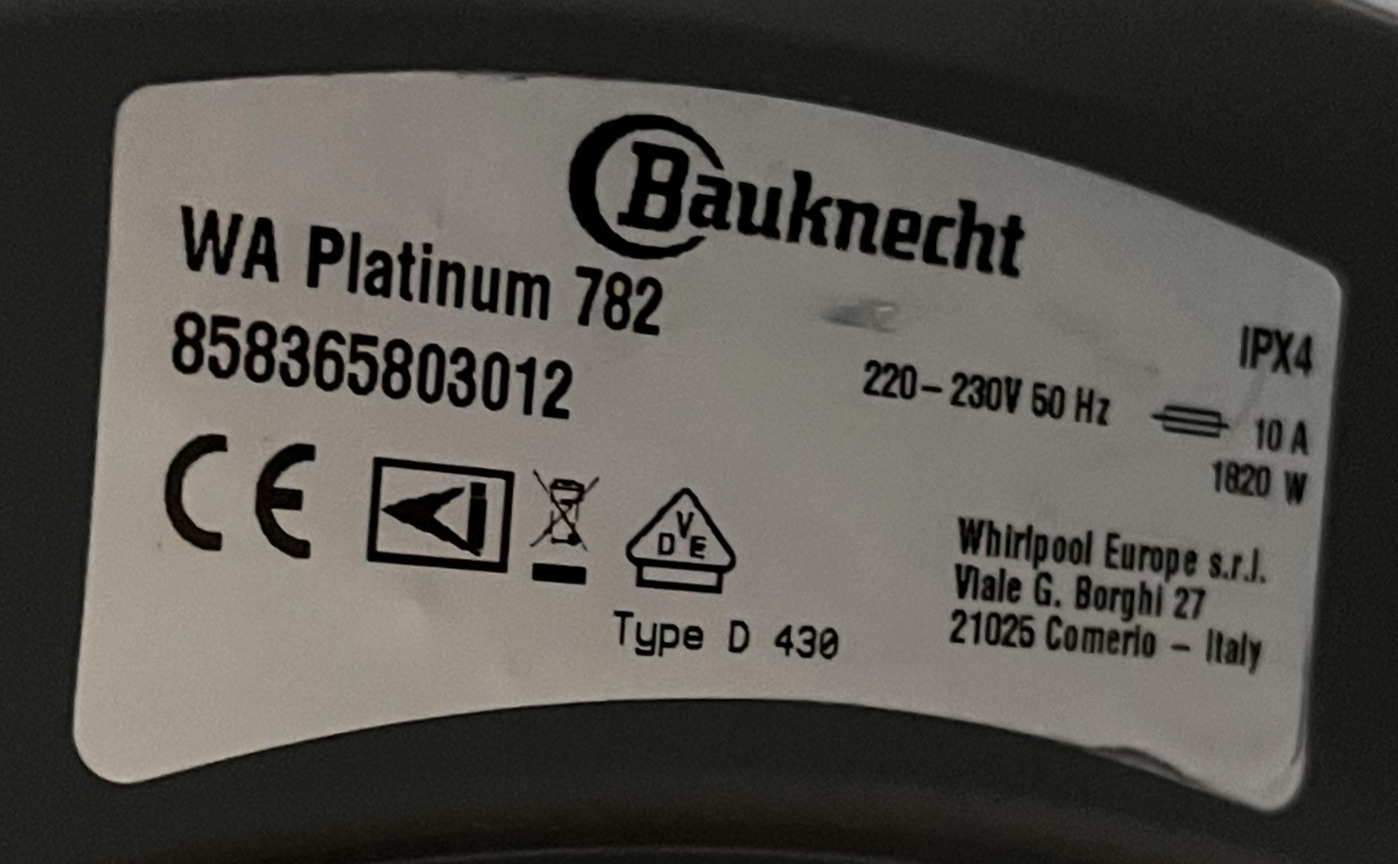 Bauknecht
WA Platinum 782
858365803012
IPX4
220-230V 50 Hz
10 A
1820 W
CE
VDE
Type D 430
Whirlpool Europe s.r.l.
Viale G. Borghi 27
21025 Comerio - Italy